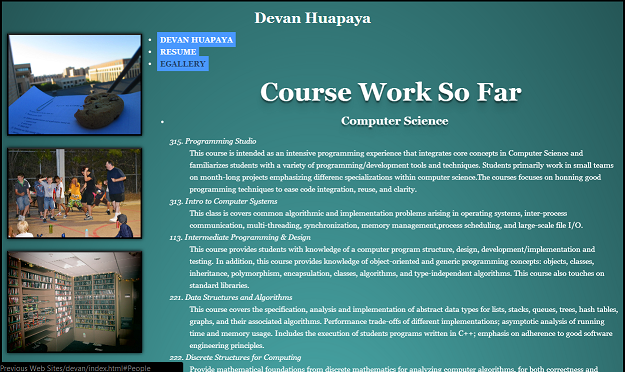 Devan Huapaya
DEVAN HUAPAYA
RESUME
EGALLERY
Course Work So Far
Computer Science
315. Programming Studio
This course is intended as an intensive programming experience that integrates core concepts in Computer Science and
familiarizes students with a variety of programming/development tools and techniques. Students primarily work in small teams
on month-long projects emphasizing differenc specializations within computer science.The courses focuses on honning good
programming techniques to ease code integration, reuse, and clarity.
313. Intro to Computer Systems
This class is covers common algorithmic and implementation problems arising in operating systems, inter-process
communication, multi-threading, synchronization, memory management,process scheduling, and large-scale file I/O.
113. Intermediate Programming & Design
This course provides students with knowledge of a computer program structure, design, development/implementation and
testing. In addition, this course provides knowledge of object-oriented and generic programming concepts: objects, classes,
inheritance, polymorphism, encapsulation, classes, algorithms, and type-independent algorithms. This course also touches on
standard libraries.
221. Data Structures and Algorithms
This course covers the specification, analysis and implementation of abstract data types for lists, stacks, queues, trees, hash tables,
graphs, and their associated algorithms. Performance trade-offs of different implementations; asymptotic analysis of running
time and memory usage. Includes the execution of students programs written in C++; emphasis on adherence to good software
engineering principles.
222. Discrete Structures for Computing
Provide mathematical foundations from discrete mathematics for analyzing computer algorithms, for both correctness and
Previous Web Sites/devan/index.html#People